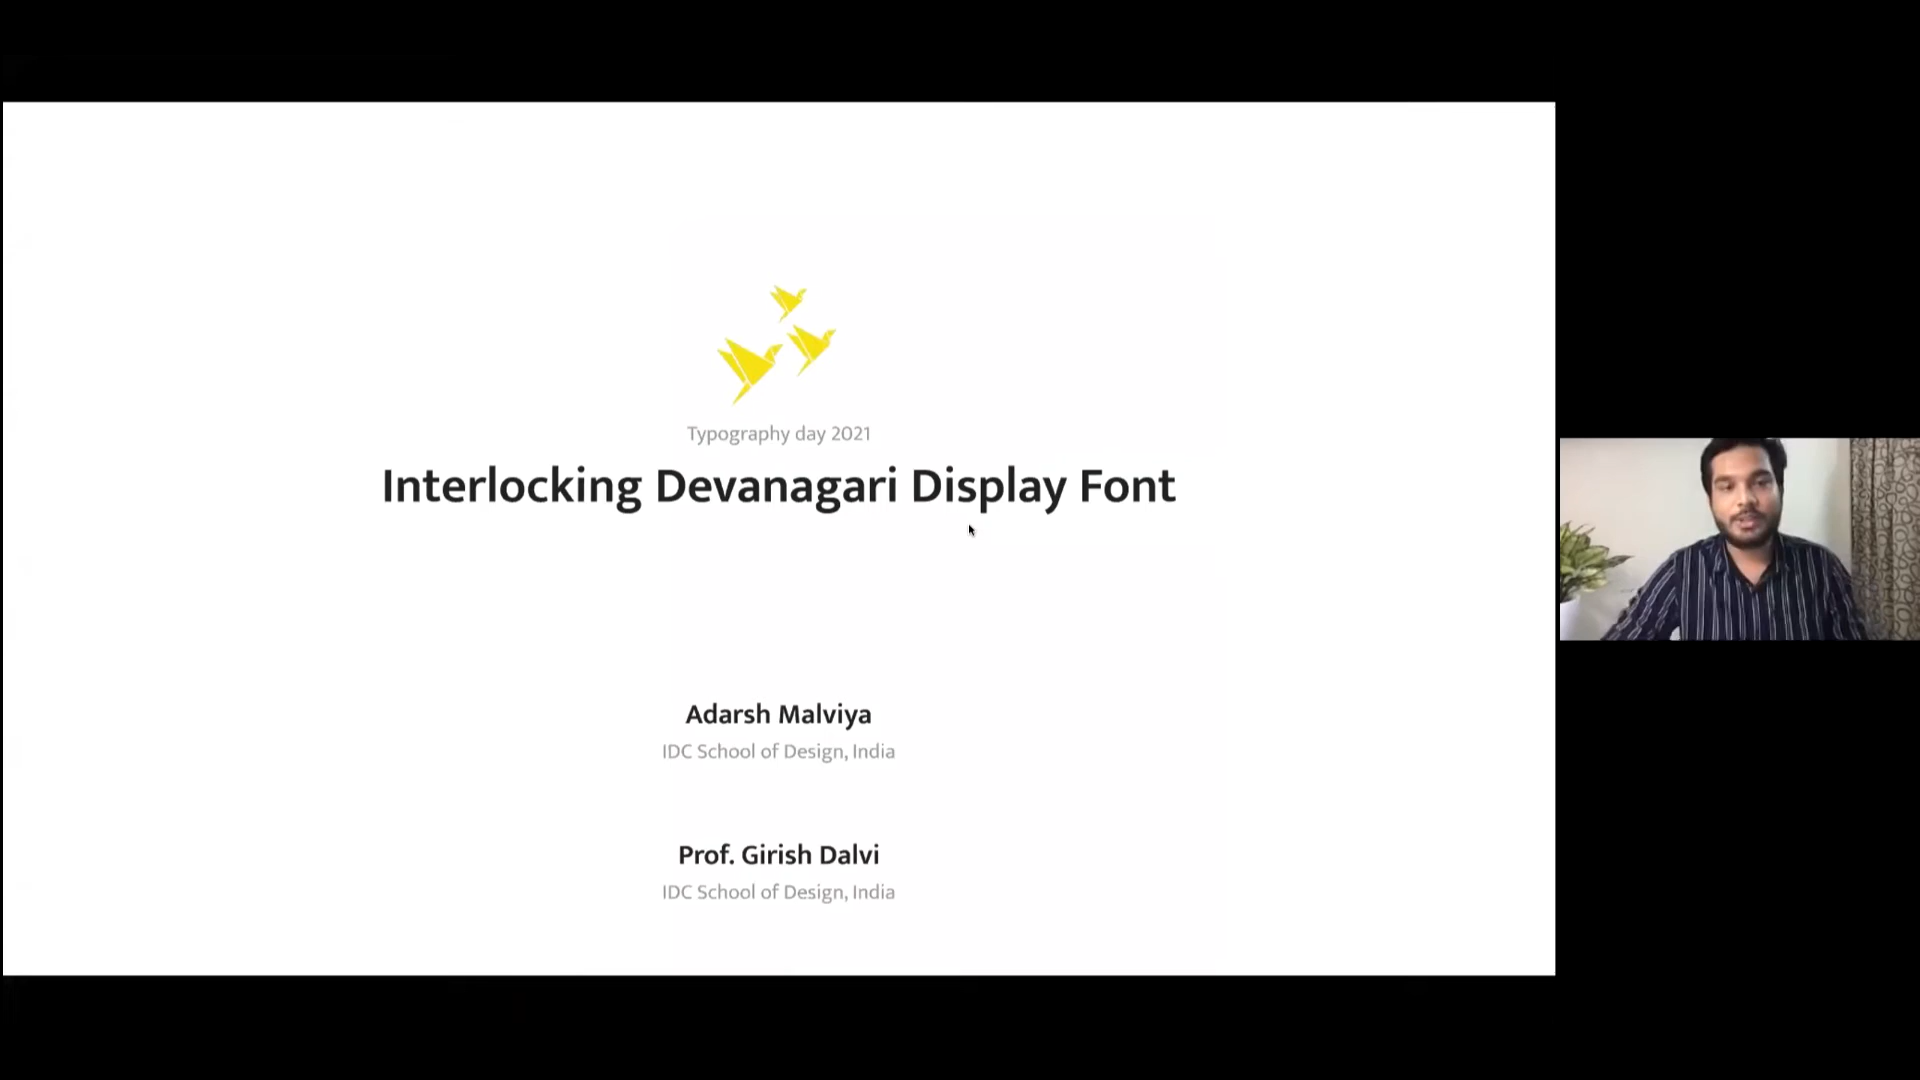 Typography day 2021
Interlocking Devanagari Display Font
Adarsh Malviya
IDC School of Design, India
Prof. Girish Dalvi
IDC School of Design, India